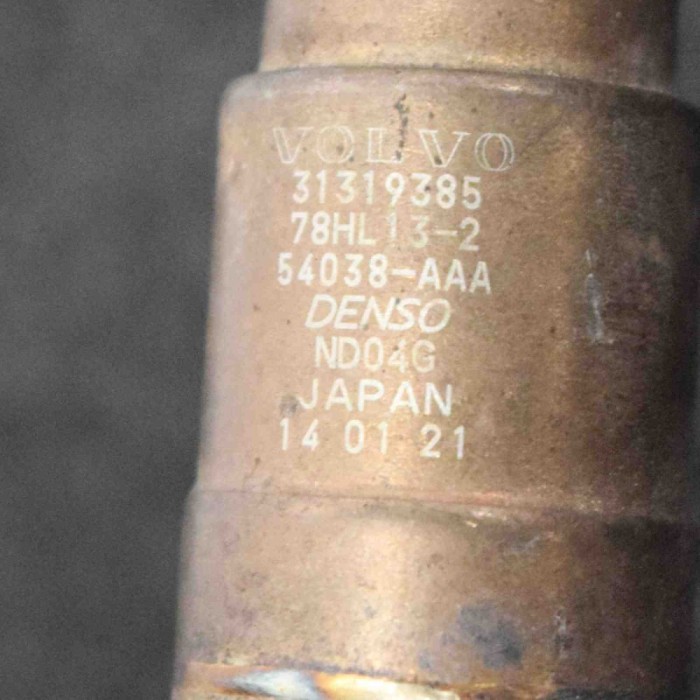 VOLVO
31319385
78HL13-2
54038-AAA
DENSO
ND04G
JAPAN
14 01 21